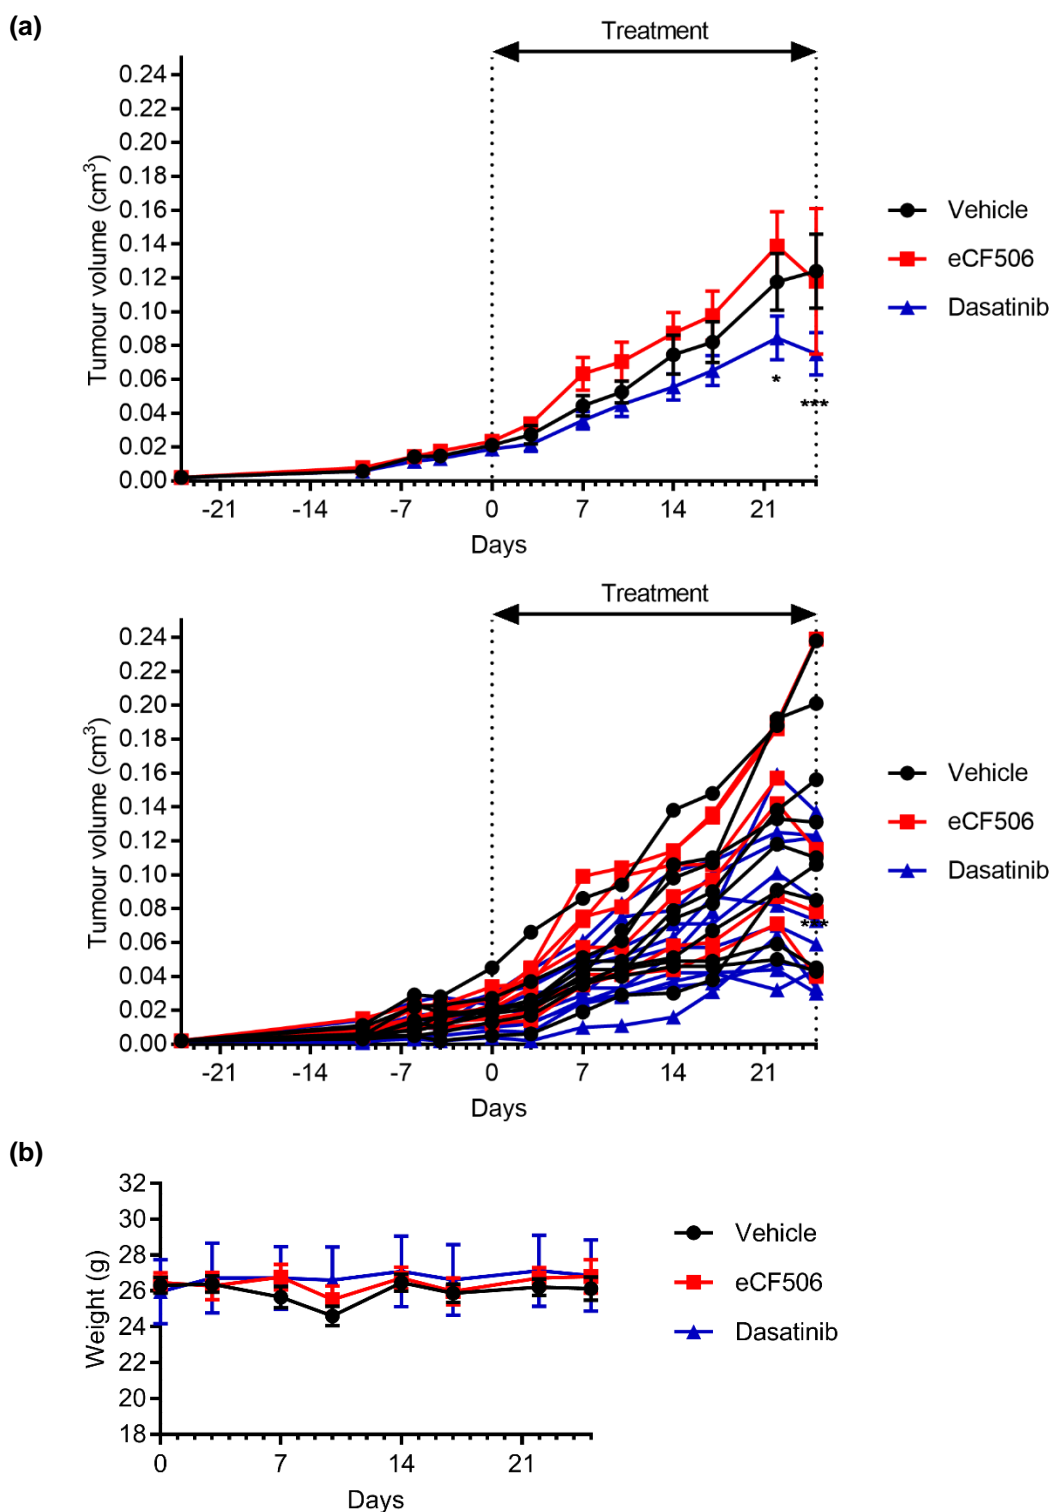 (a)
Treatment
0.24
0.22
0.20
0.18
0.16
0.14
0.12
0.10
0.08
0.06
0.04
0.02
0.00
Tumour volume (cm³)
-21 -14 -7 0 7 14 21
Days
* ***
Vehicle
eCF506
Dasatinib
Treatment
0.24
0.22
0.20
0.18
0.16
0.14
0.12
0.10
0.08
0.06
0.04
0.02
0.00
Tumour volume (cm³)
-21 -14 -7 0 7 14 21
Days
***
Vehicle
eCF506
Dasatinib
(b)
32
30
28
26
24
22
20
18
Weight (g)
0 7 14 21
Days
Vehicle
eCF506
Dasatinib